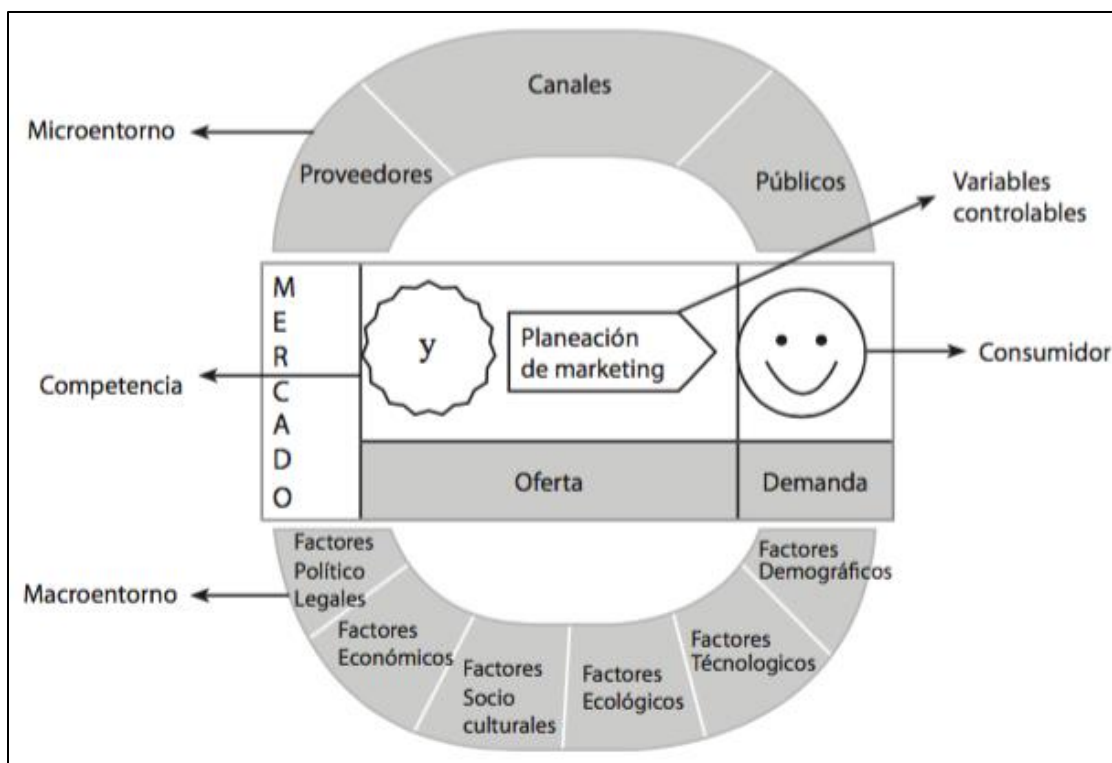 Canales
Microentorno
Proveedores
Públicos
Variables
controlables
M
E
R
C
A
D
O
y
Planeación
de marketing
Consumidor
Competencia
Oferta
Demanda
Macroentorno
Factores
Político
Legales
Factores
Económicos
Factores
Socio
culturales
Factores
Ecológicos
Factores
Técnologicos
Factores
Demográficos